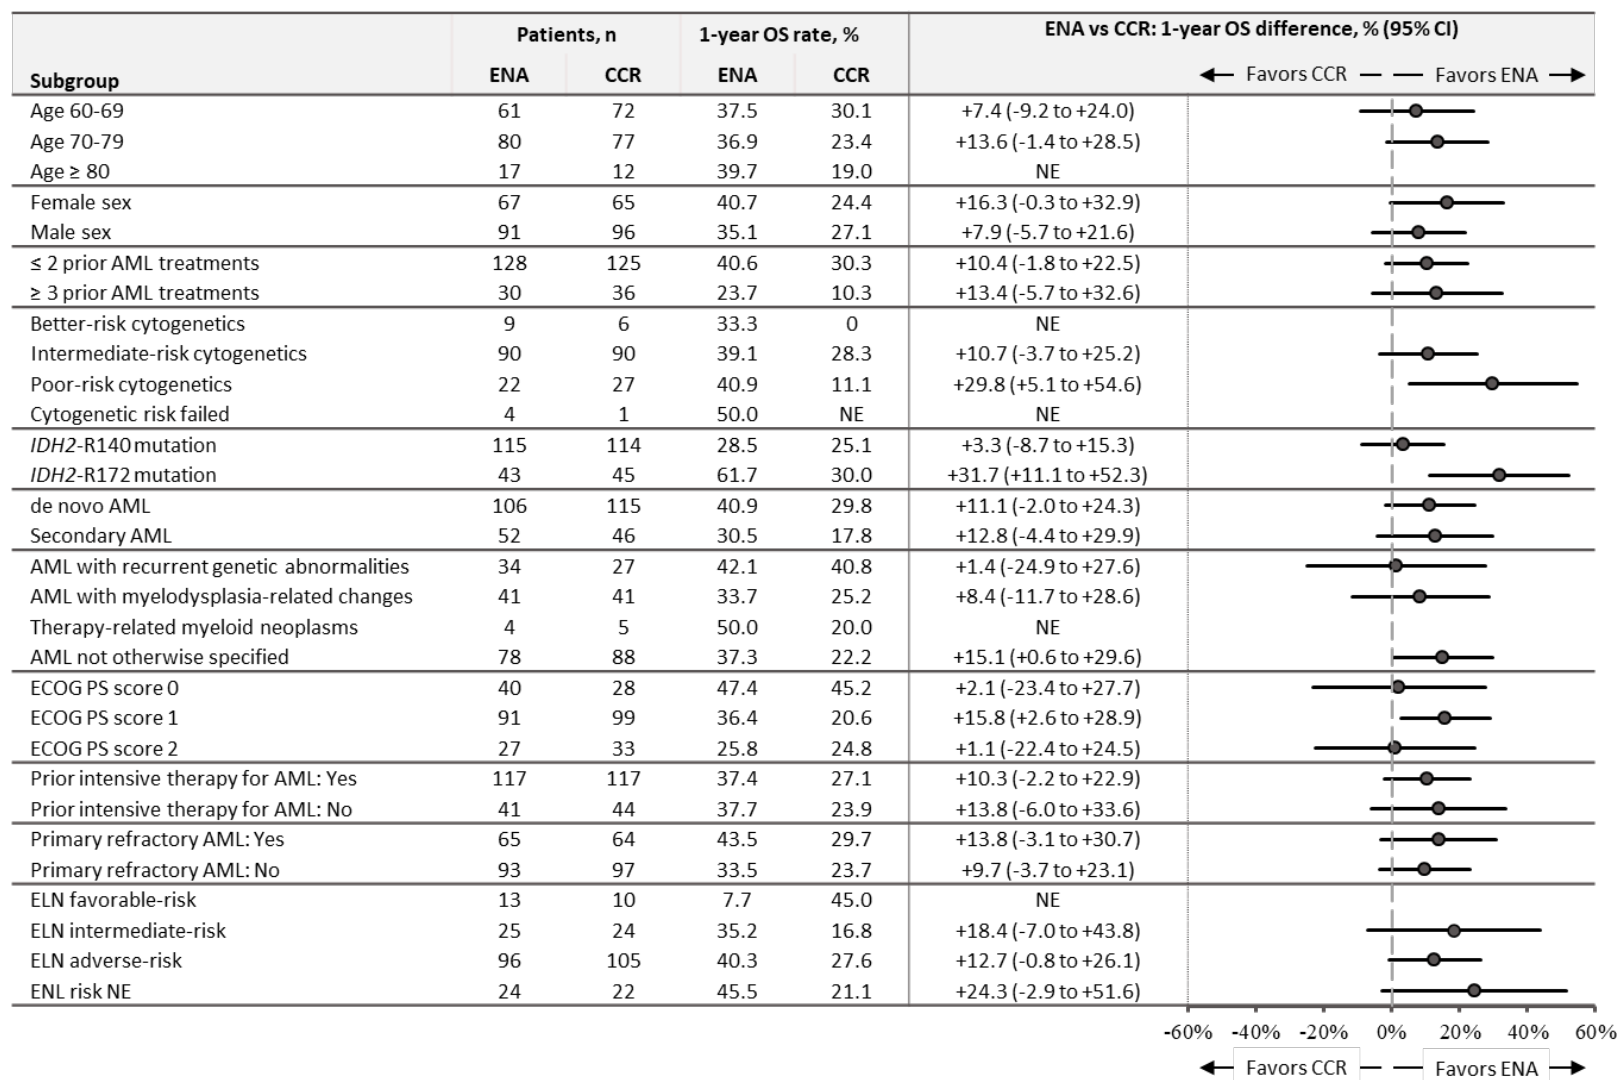 Patients, n 1-year OS rate, % ENA vs CCR: 1-year OS difference, % (95% CI)
Subgroup ENA CCR ENA CCR Favors CCR Favors ENA
Age 60-69 61 72 37.5 30.1 +7.4 (-9.2 to +24.0)
Age 70-79 80 77 36.9 23.4 +13.6 (-1.4 to +28.5)
Age ≥ 80 17 12 39.7 19.0 NE
Female sex 67 65 40.7 24.4 +16.3 (-0.3 to +32.9)
Male sex 91 96 35.1 27.1 +7.9 (-5.7 to +21.6)
≤ 2 prior AML treatments 128 125 40.6 30.3 +10.4 (-1.8 to +22.5)
≥ 3 prior AML treatments 30 36 23.7 10.3 +13.4 (-5.7 to +32.6)
Better-risk cytogenetics 9 6 33.3 0 NE
Intermediate-risk cytogenetics 90 90 39.1 28.3 +10.7 (-3.7 to +25.2)
Poor-risk cytogenetics 22 27 40.9 11.1 +29.8 (+5.1 to +54.6)
Cytogenetic risk failed 4 1 50.0 NE NE
IDH2-R140 mutation 115 114 28.5 25.1 +3.3 (-8.7 to +15.3)
IDH2-R172 mutation 43 45 61.7 30.0 +31.7 (+11.1 to +52.3)
de novo AML 106 115 40.9 29.8 +11.1 (-2.0 to +24.3)
Secondary AML 52 46 30.5 17.8 +12.8 (-4.4 to +29.9)
AML with recurrent genetic abnormalities 34 27 42.1 40.8 +1.4 (-24.9 to +27.6)
AML with myelodysplasia-related changes 41 41 33.7 25.2 +8.4 (-11.7 to +28.6)
Therapy-related myeloid neoplasms 4 5 50.0 20.0 NE
AML not otherwise specified 78 88 37.3 22.2 +15.1 (+0.6 to +29.6)
ECOG PS score 0 40 28 47.4 45.2 +2.1 (-23.4 to +27.7)
ECOG PS score 1 91 99 36.4 20.6 +15.8 (+2.6 to +28.9)
ECOG PS score 2 27 33 25.8 24.8 +1.1 (-22.4 to +24.5)
Prior intensive therapy for AML: Yes 117 117 37.4 27.1 +10.3 (-2.2 to +22.9)
Prior intensive therapy for AML: No 41 44 37.7 23.9 +13.8 (-6.0 to +33.6)
Primary refractory AML: Yes 65 64 43.5 29.7 +13.8 (-3.1 to +30.7)
Primary refractory AML: No 93 97 33.5 23.7 +9.7 (-3.7 to +23.1)
ELN favorable-risk 13 10 7.7 45.0 NE
ELN intermediate-risk 25 24 35.2 16.8 +18.4 (-7.0 to +43.8)
ELN adverse-risk 96 105 40.3 27.6 +12.7 (-0.8 to +26.1)
ENL risk NE 24 22 45.5 21.1 +24.3 (-2.9 to +51.6)
-60% -40% -20% 0% 20% 40% 60%
Favors CCR Favors ENA